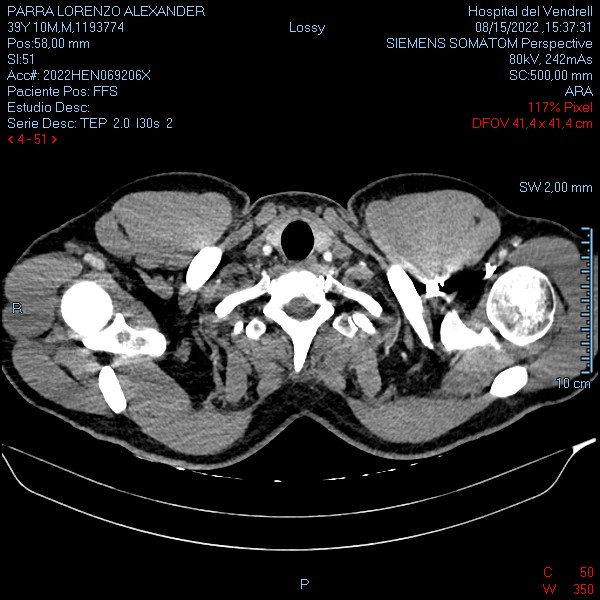 PARRA LORENZO ALEXANDER
39Y 10M,M,1193774
Pos:58,00 mm
SI:51
Acc#: 2022HEN069206X
Paciente Pos: FFS
Estudio Desc:
Serie Desc: TEP 2.0 I30s 2
< 4 - 51 >
Lossy
Hospital del Vendrell
08/15/2022 ,15:37:31
SIEMENS SOMATOM Perspective
80kV, 242mAs
SC:500,00 mm
ARA
117% Pixel
DFOV 41,4 x 41,4 cm
SW 2,00 mm
R
10 cm
P
C 50
W 350